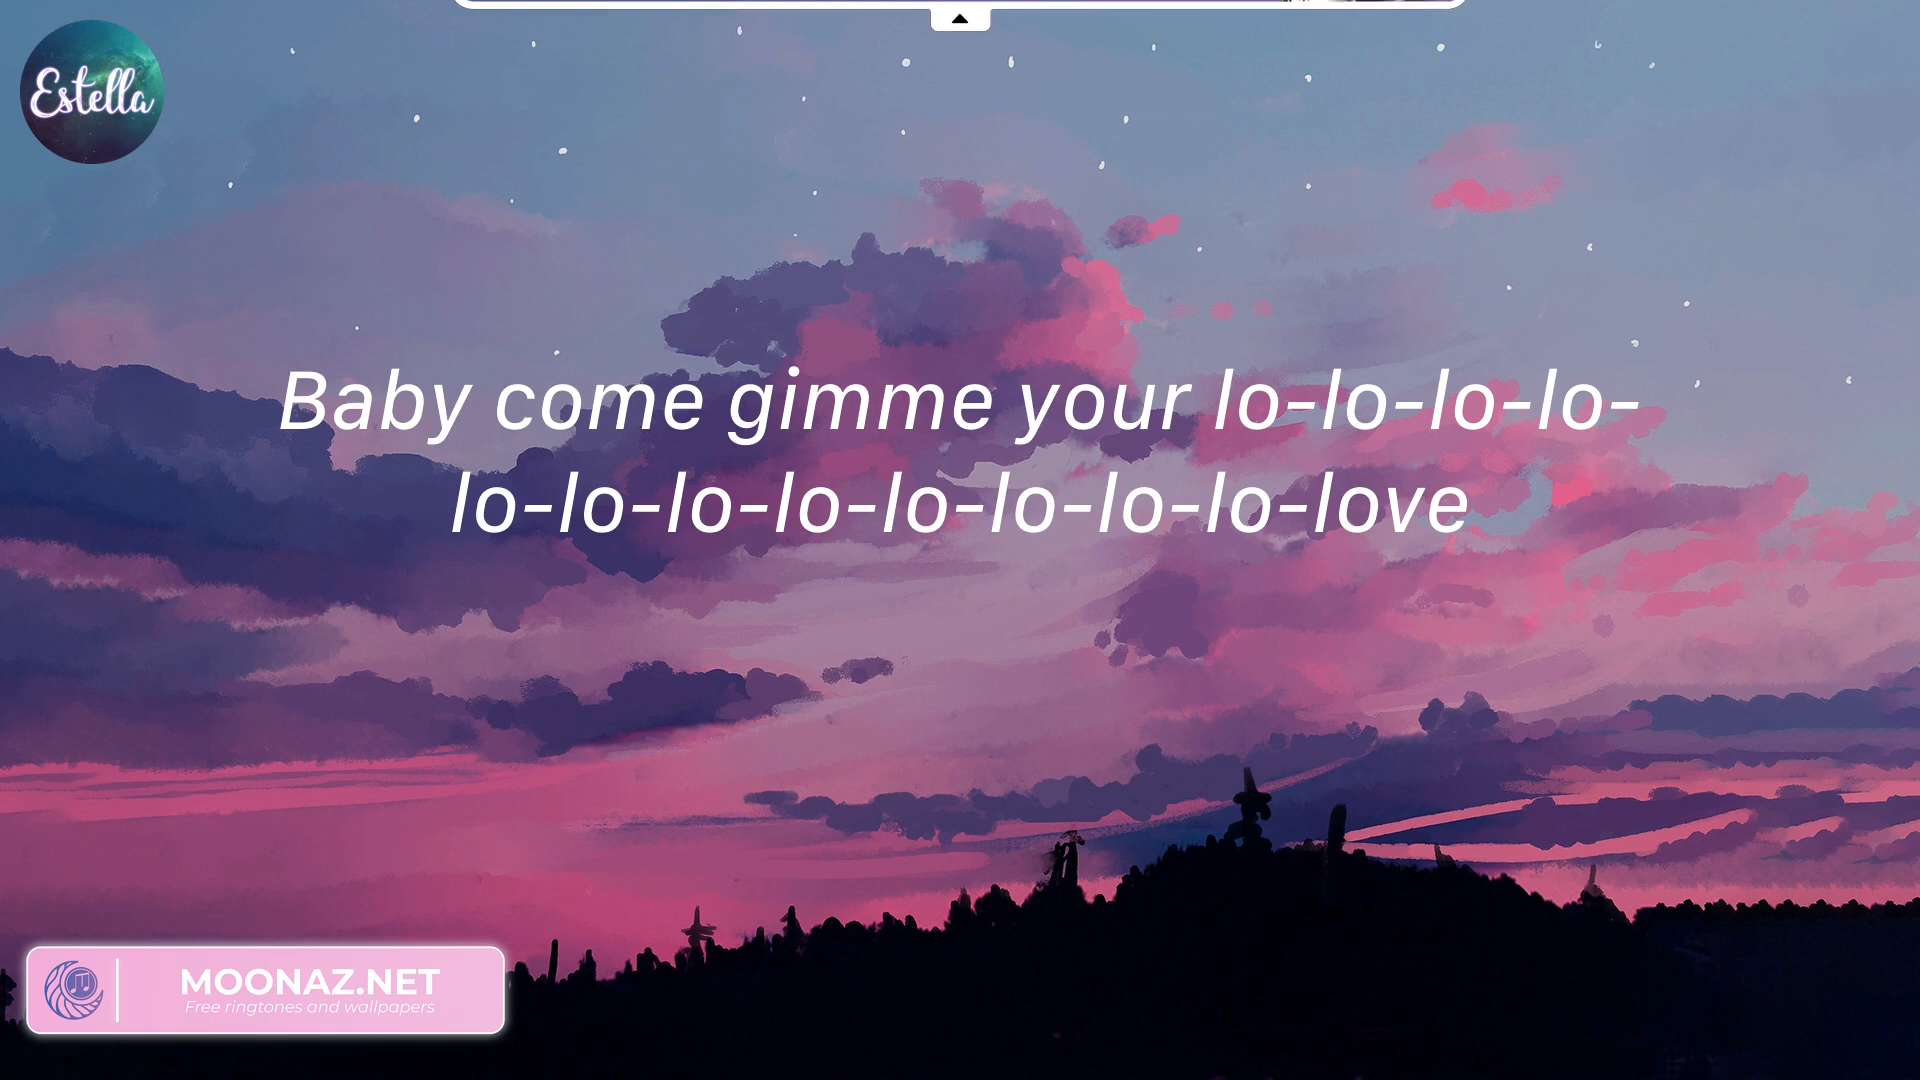 Estella
Baby come gimme your lo-lo-lo-lo-
lo-lo-lo-lo-lo-lo-lo-lo-love
MOONAZ.NET
Free ringtones and wallpapers